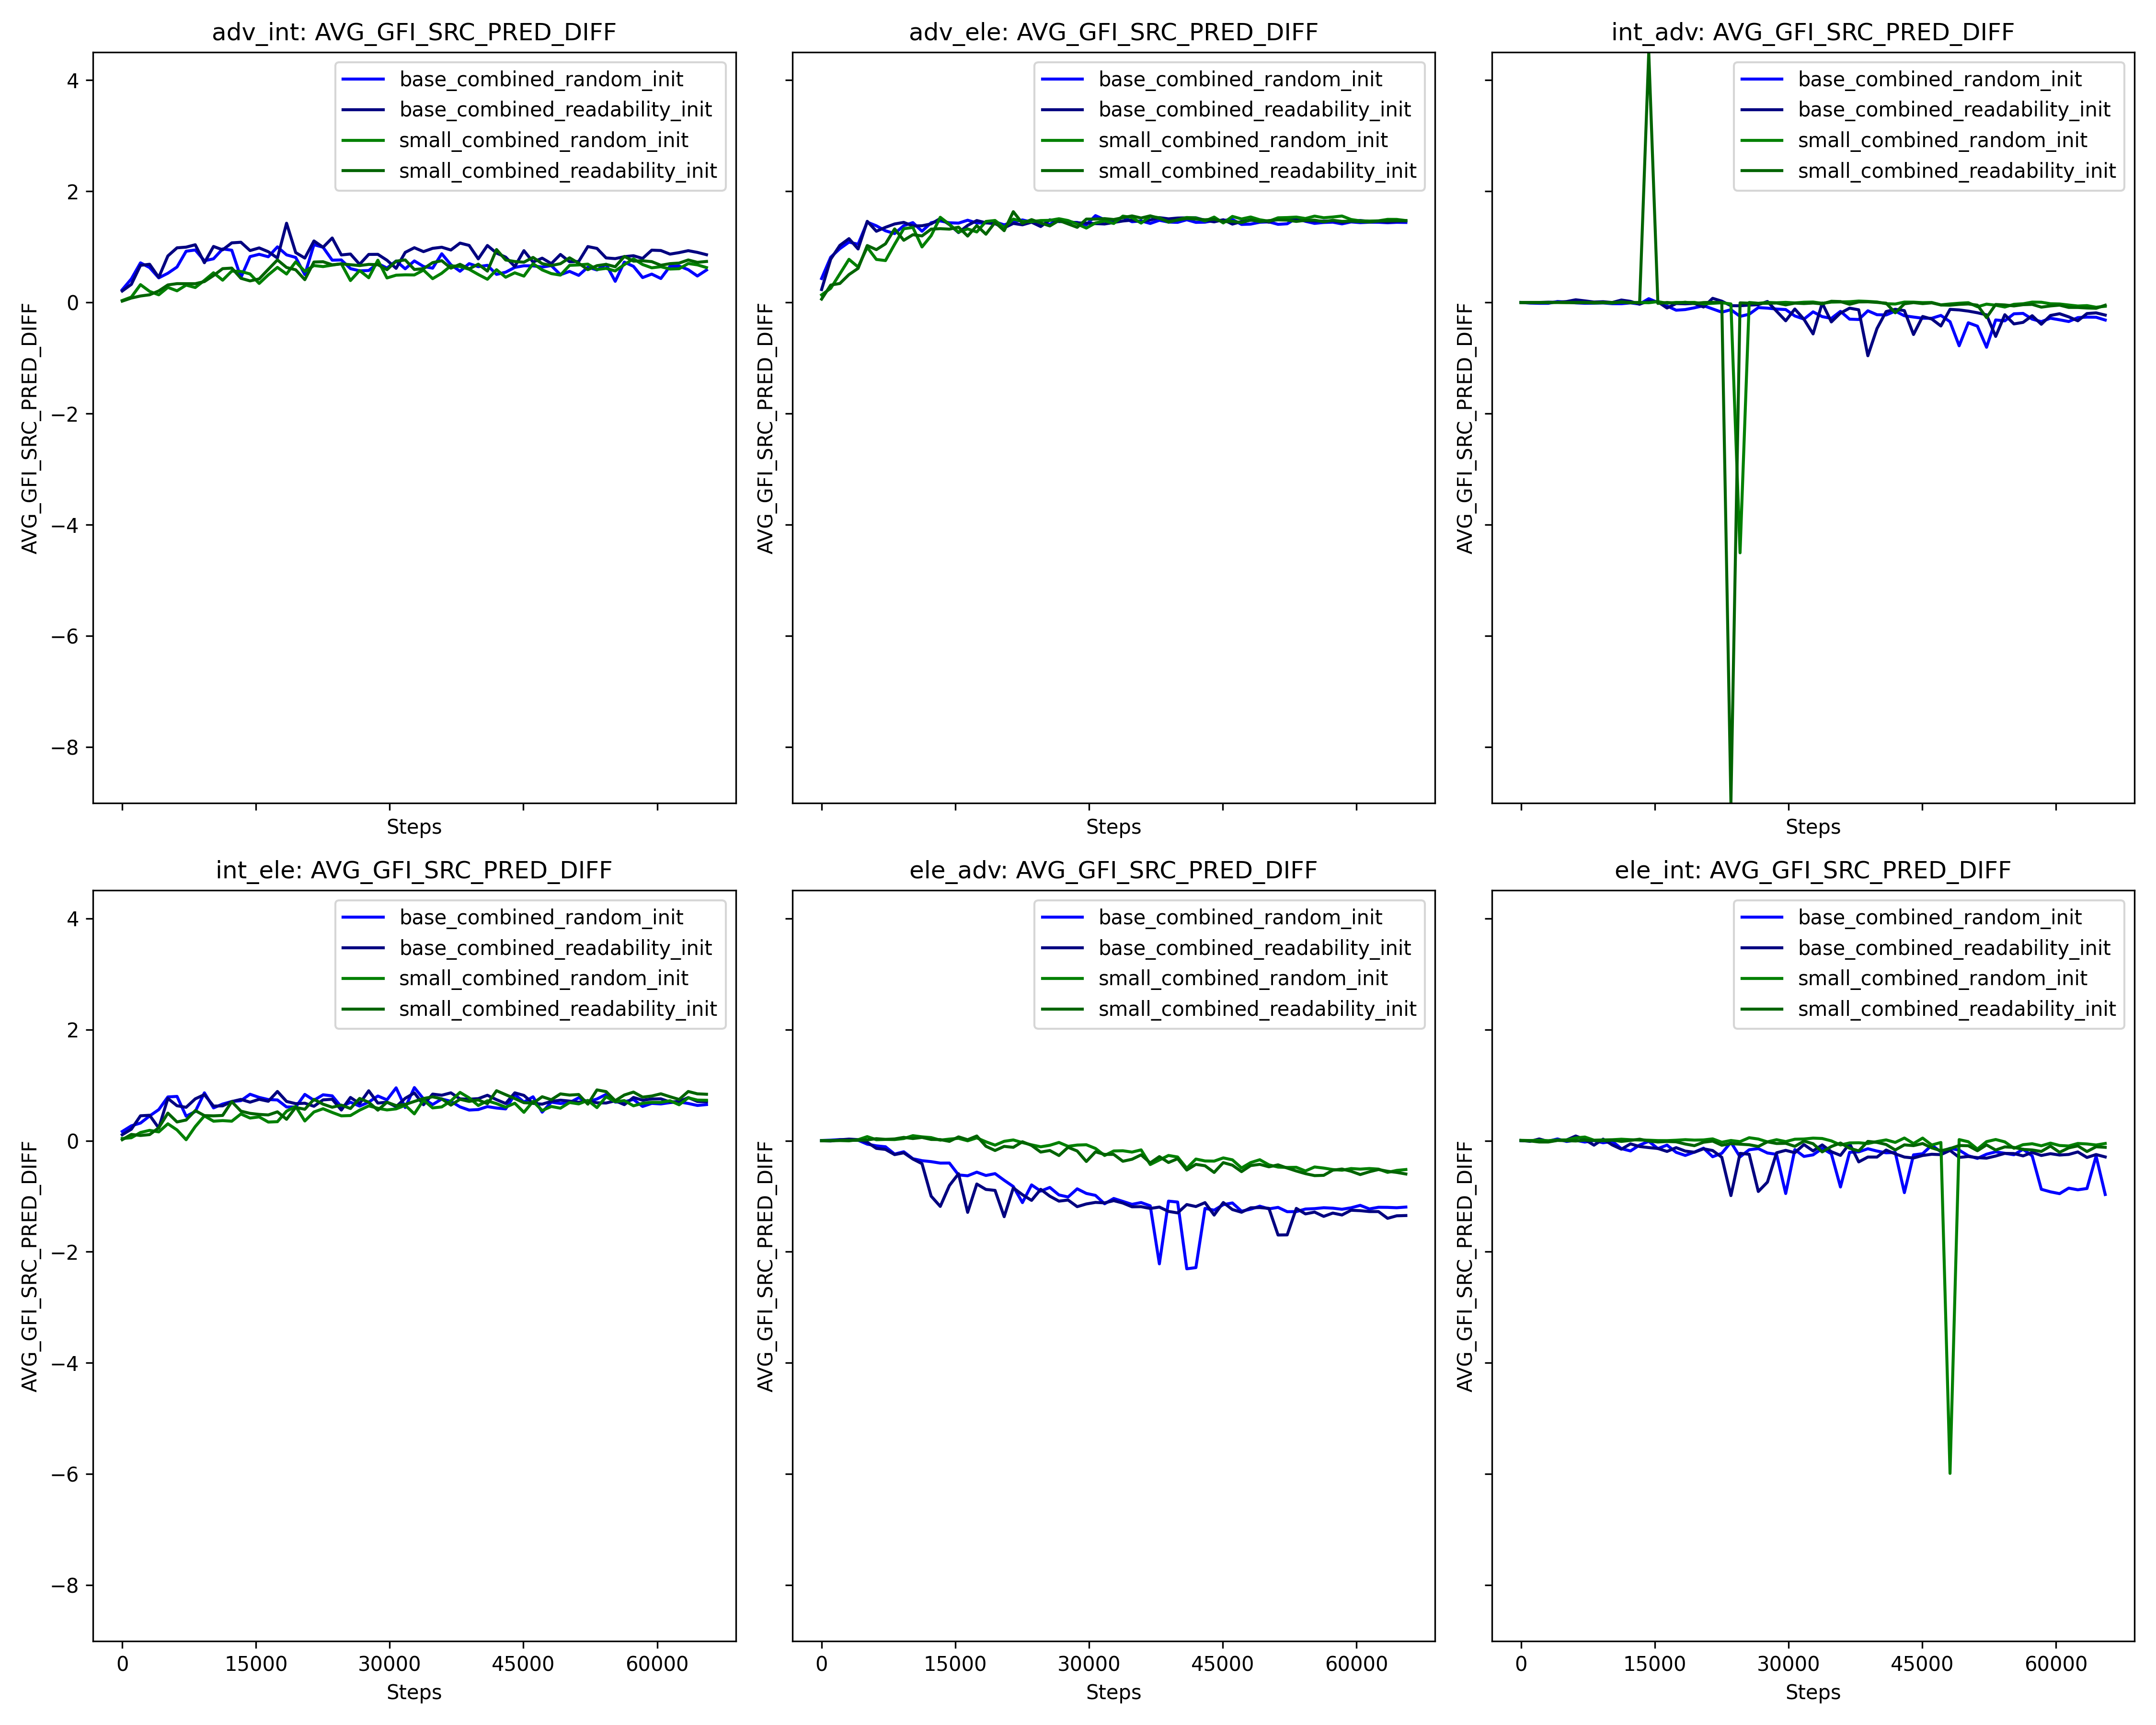 adv_int: AVG_GFI_SRC_PRED_DIFF
AVG_GFI_SRC_PRED_DIFF
4
2
0
−2
−4
−6
−8
base_combined_random_init
base_combined_readability_init
small_combined_random_init
small_combined_readability_init
Steps
adv_ele: AVG_GFI_SRC_PRED_DIFF
AVG_GFI_SRC_PRED_DIFF
base_combined_random_init
base_combined_readability_init
small_combined_random_init
small_combined_readability_init
Steps
int_adv: AVG_GFI_SRC_PRED_DIFF
AVG_GFI_SRC_PRED_DIFF
base_combined_random_init
base_combined_readability_init
small_combined_random_init
small_combined_readability_init
Steps
int_ele: AVG_GFI_SRC_PRED_DIFF
AVG_GFI_SRC_PRED_DIFF
4
2
0
−2
−4
−6
−8
base_combined_random_init
base_combined_readability_init
small_combined_random_init
small_combined_readability_init
0 15000 30000 45000 60000
Steps
ele_adv: AVG_GFI_SRC_PRED_DIFF
AVG_GFI_SRC_PRED_DIFF
base_combined_random_init
base_combined_readability_init
small_combined_random_init
small_combined_readability_init
0 15000 30000 45000 60000
Steps
ele_int: AVG_GFI_SRC_PRED_DIFF
AVG_GFI_SRC_PRED_DIFF
base_combined_random_init
base_combined_readability_init
small_combined_random_init
small_combined_readability_init
0 15000 30000 45000 60000
Steps